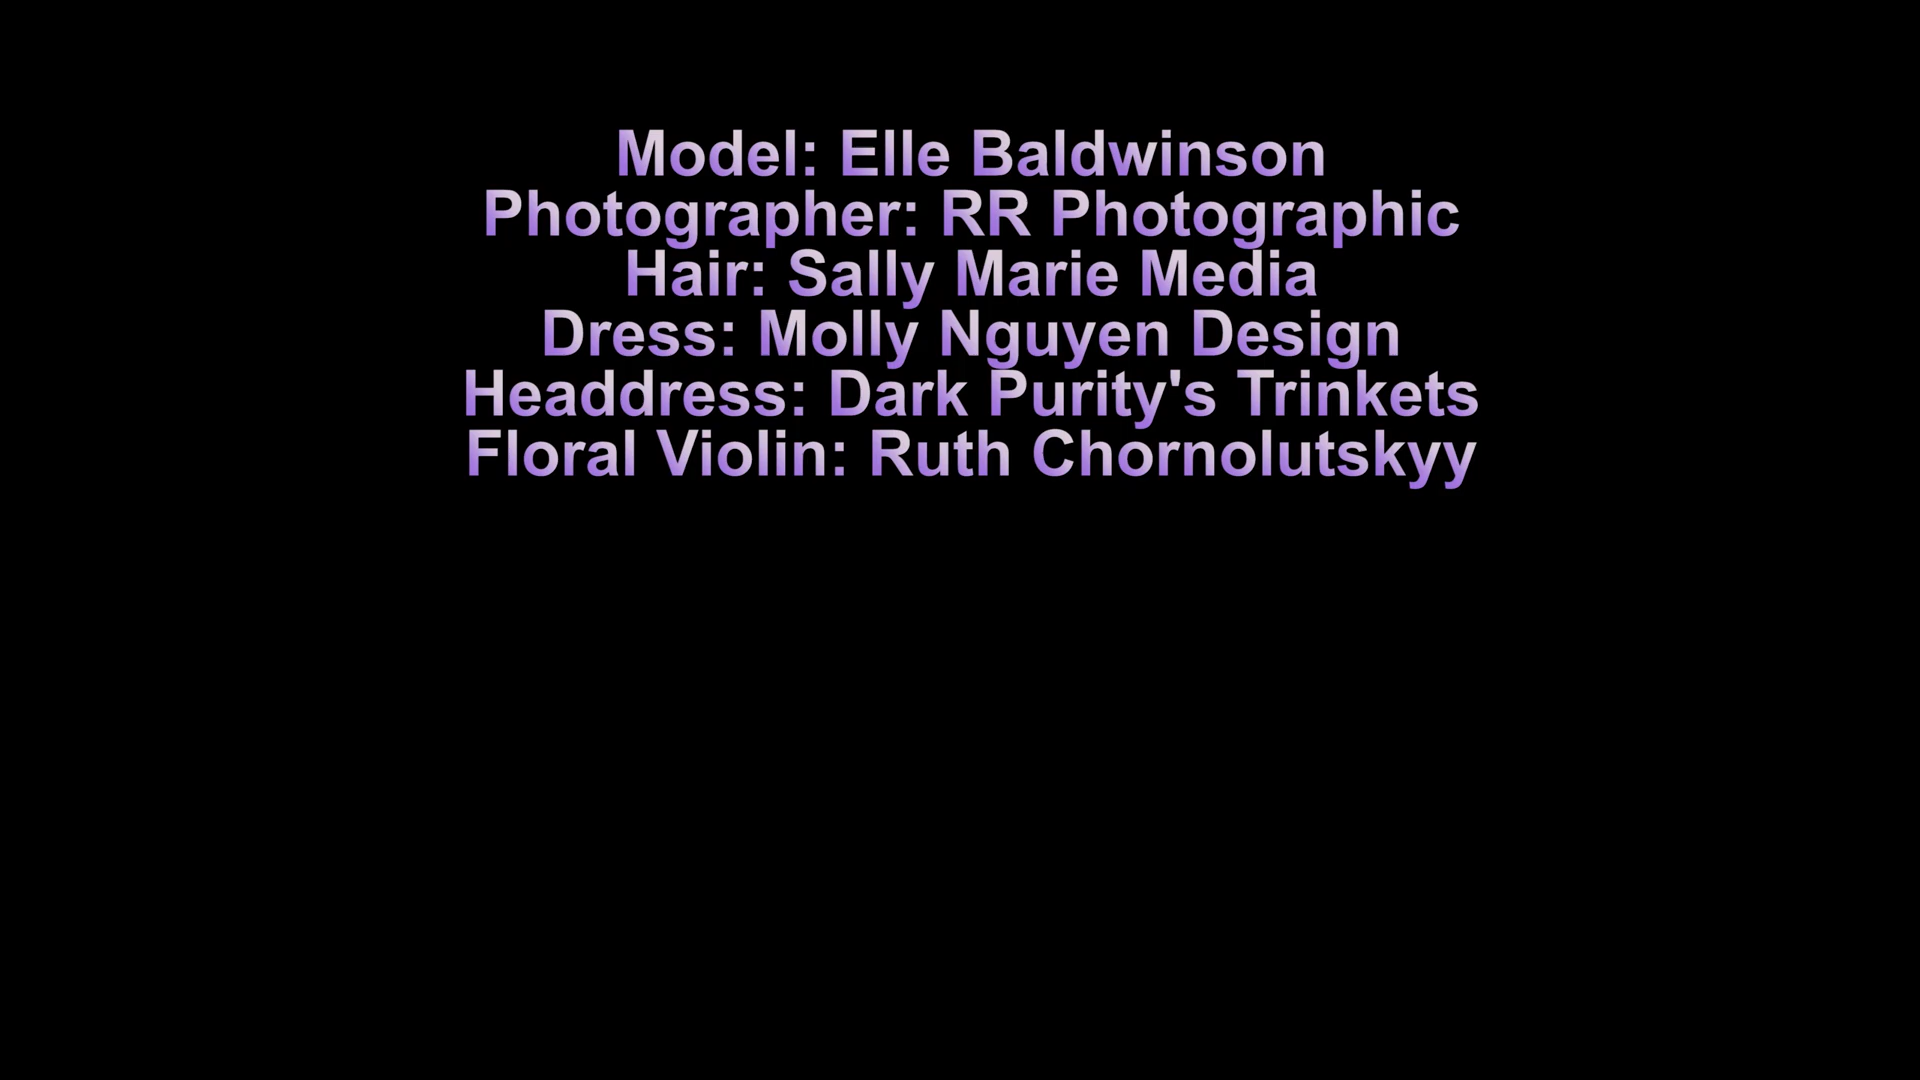 Model: Elle Baldwinson
Photographer: RR Photographic
Hair: Sally Marie Media
Dress: Molly Nguyen Design
Headdress: Dark Purity's Trinkets
Floral Violin: Ruth Chornolutskyy